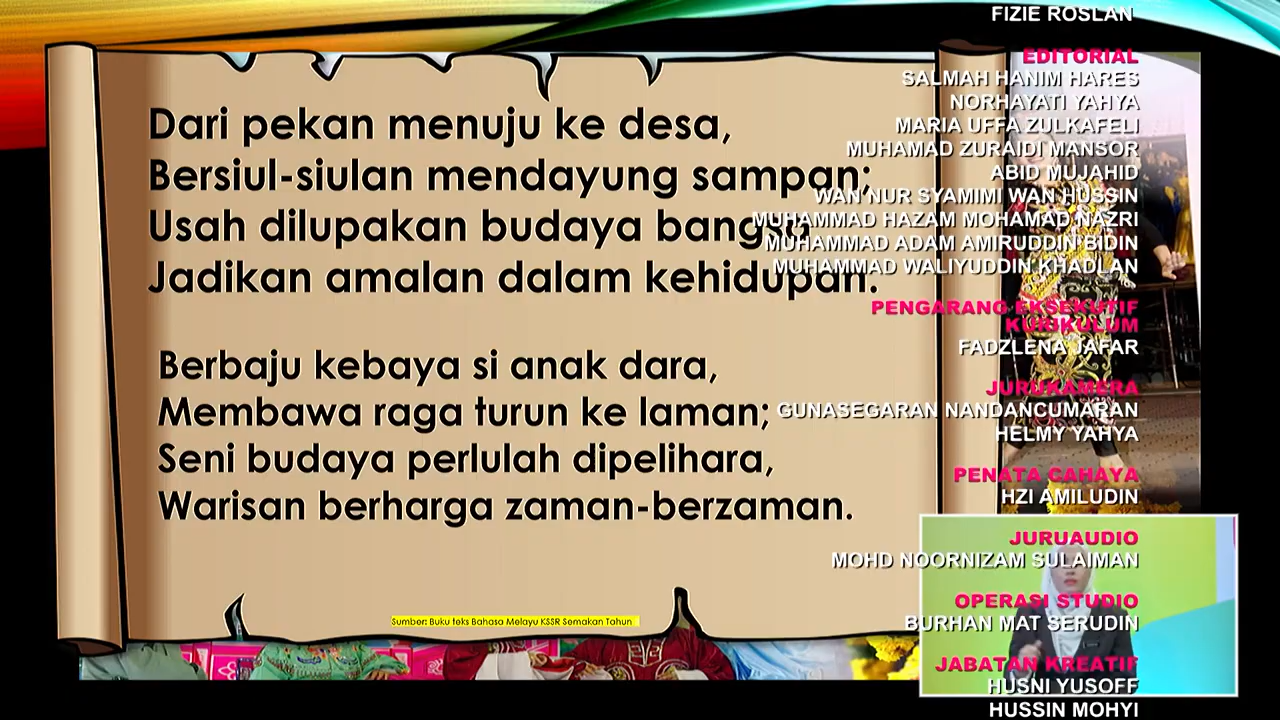 Dari pekan menuju ke desa,
Bersiul-siulan mendayung sampan;
Usah dilupakan budaya bangsa
Jadikan amalan dalam kehidupan.
Berbaju kebaya si anak dara,
Membawa raga turun ke laman;
Seni budaya perlulah dipelihara,
Warisan berharga zaman-berzaman.
Sumber: Buku teks Bahasa Melayu KSSR Semakan Tahun
FIZIE ROSLAN
EDITORIAL
SALMAH HANIM HARES
NORHAYATI YAHYA
MARIA UFFA ZULKAFELI
MUHAMAD ZURAIDI MANSOR
ABID MUJAHID
WAN NUR SYAMIMI WAN HUSSIN
MUHAMMAD HAZAM MOHAMAD NAZRI
MUHAMMAD ADAM AMIRUDDIN BIDIN
MUHAMMAD WALIYUDDIN KHADLAN
PENGARANG EKSEKUTIF
KURIKULUM
FADZLENA JAFAR
JURUKAMERA
GUNASEGARAN NANDANCUMARAN
HELMY YAHYA
PENATA CAHAYA
HZI AMILUDIN
JURUAUDIO
MOHD NOORNIZAM SULAIMAN
OPERASI STUDIO
BURHAN MAT SERUDIN
JABATAN KREATIF
HUSNI YUSOFF
HUSSIN MOHYI